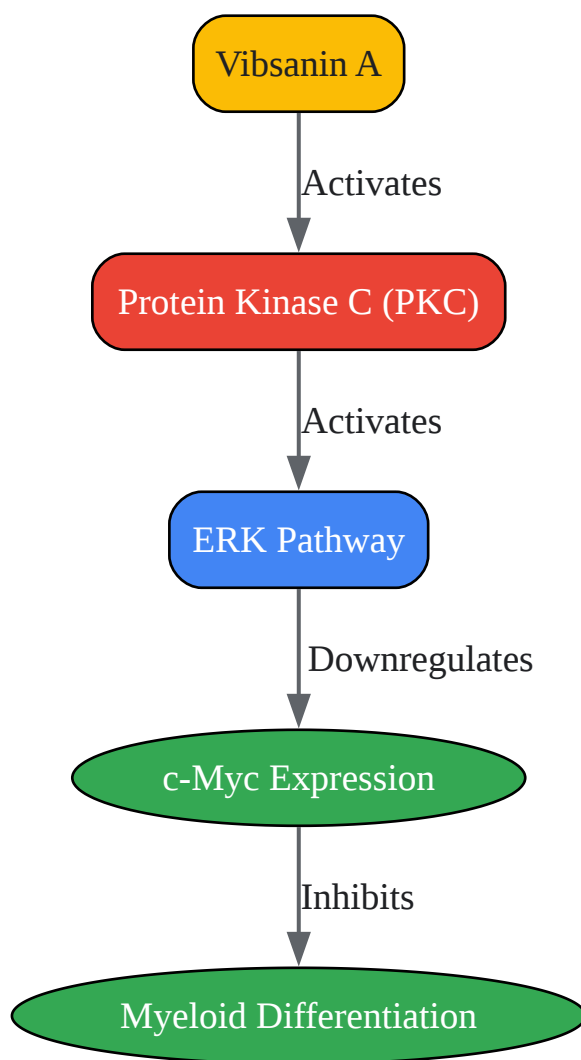 Vibsanin A
Activates
Protein Kinase C (PKC)
Activates
ERK Pathway
Downregulates
c-Myc Expression
Inhibits
Myeloid Differentiation